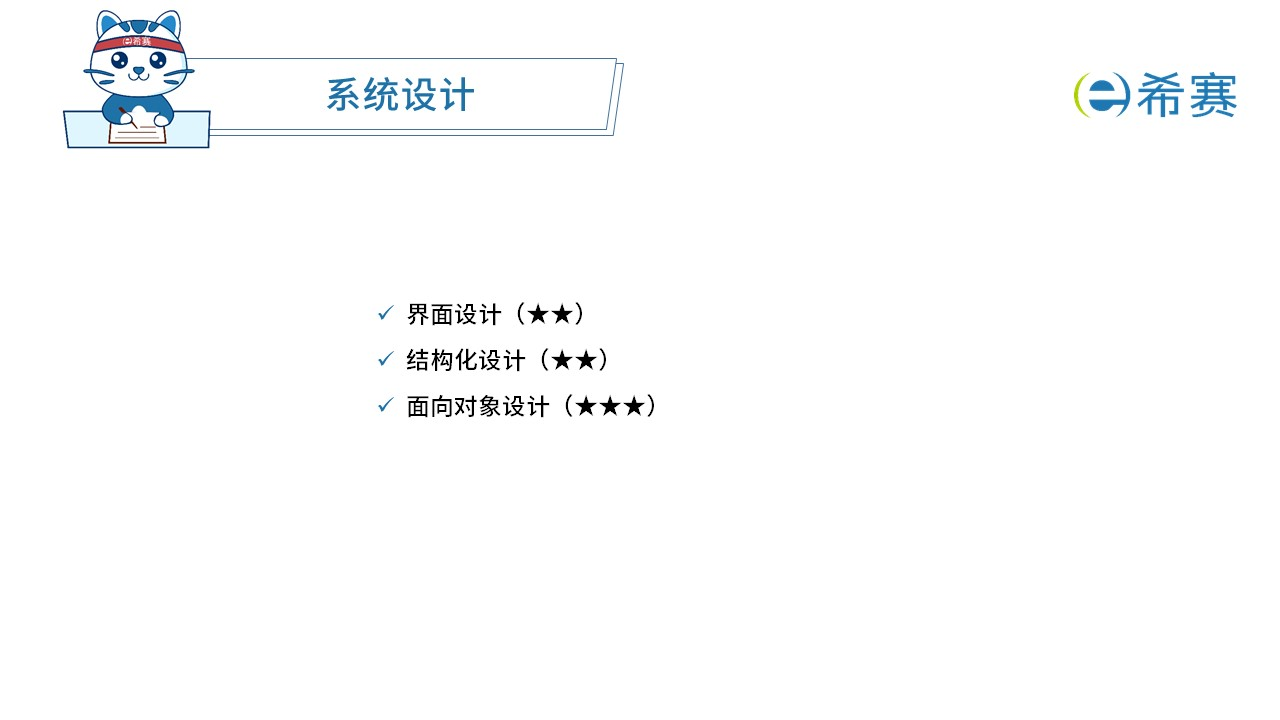 希赛
系统设计
希赛
界面设计（★★）
结构化设计（★★）
面向对象设计（★★★）